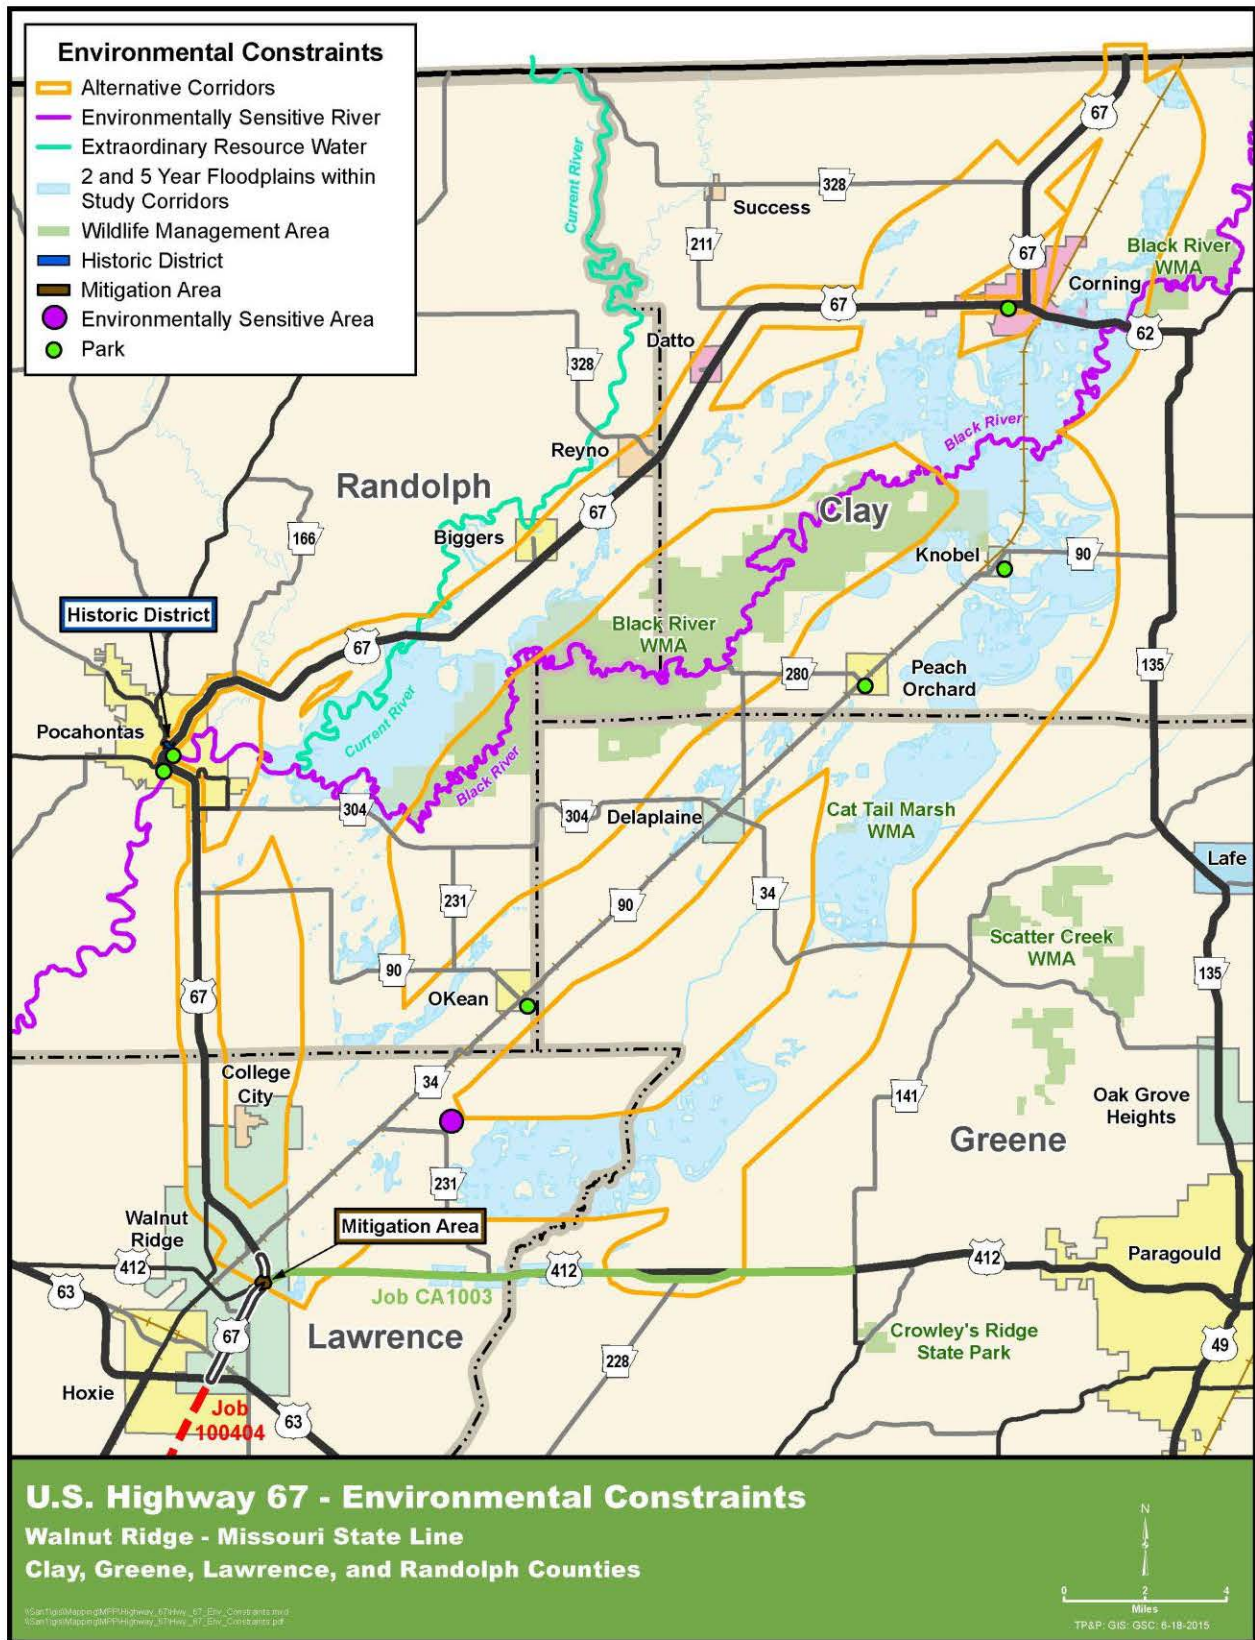 Environmental Constraints
Alternative Corridors
Environmentally Sensitive River
Extraordinary Resource Water
2 and 5 Year Floodplains within
Study Corridors
Wildlife Management Area
Historic District
Mitigation Area
Environmentally Sensitive Area
Park
67
Current River
328
Success
211
67
Black River
WMA
Corning
67
62
Datto
328
Black River
Reyno
Randolph
67
Clay
166
Biggers
Knobel
90
Historic District
Black River
WMA
67
280
Peach
Orchard
135
Pocahontas
Current River
Black River
304
304
Delaplaine
Cat Tail Marsh
WMA
Lafe
231
90
34
Scatter Creek
WMA
90
OKean
135
67
College
City
34
141
Oak Grove
Heights
Greene
231
Walnut
Ridge
Mitigation Area
412
412
412
Paragould
63
Job CA1003
67
Lawrence
Crowley's Ridge
State Park
49
228
Hoxie
Job
100404
63
U.S. Highway 67 - Environmental Constraints
Walnut Ridge - Missouri State Line
Clay, Greene, Lawrence, and Randolph Counties
N
0 2 4
Miles
TP&P: GIS: GSC: 6-18-2015